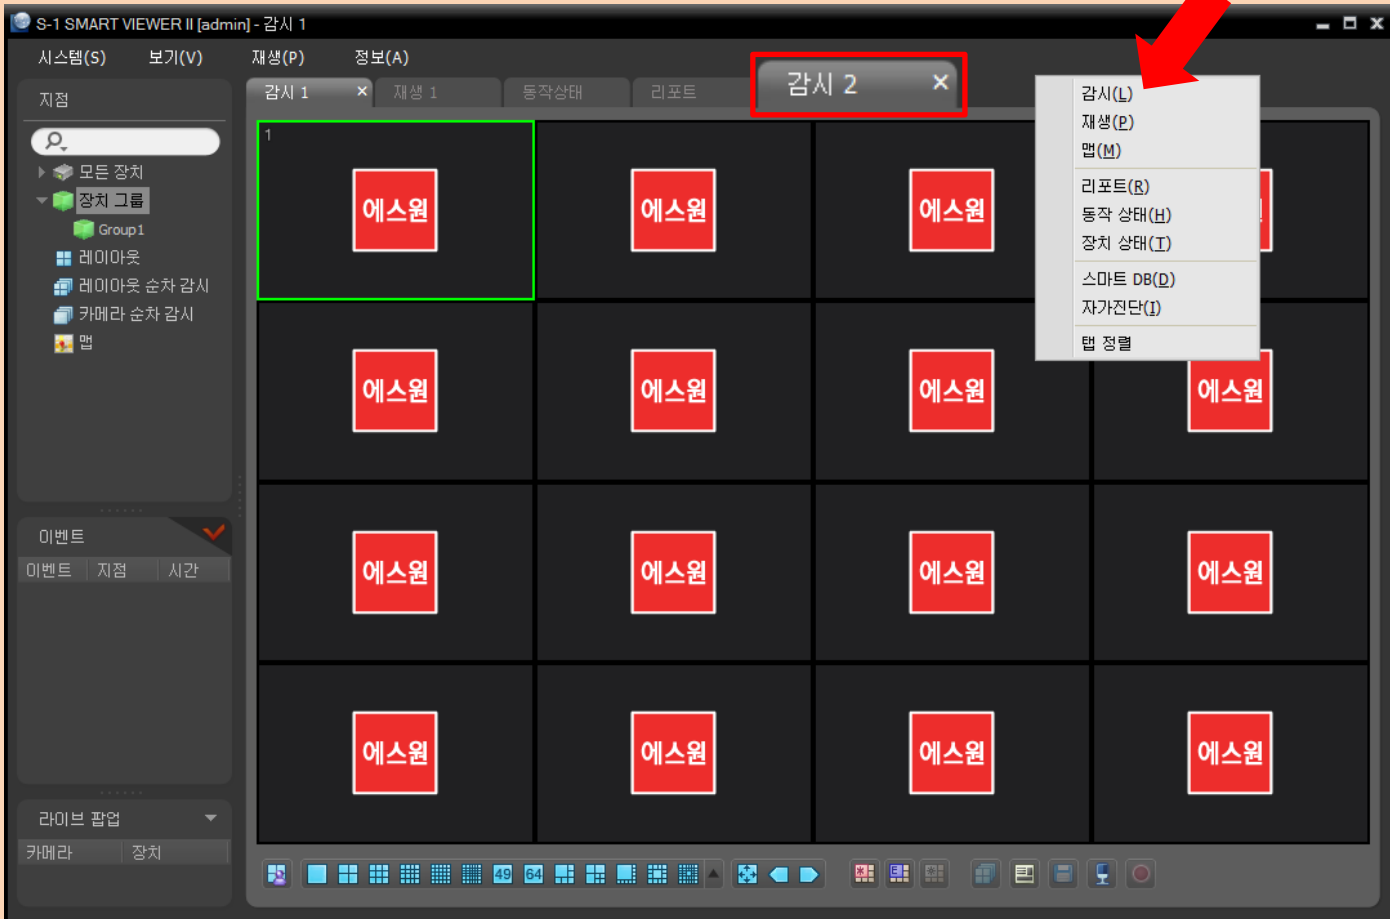 S-1 SMART VIEWER II [admin] - 감시 1
시스템(S) 보기(V) 재생(P) 정보(A)
지점
모든 장치
장치 그룹
Group1
레이아웃
레이아웃 순차 감시
카메라 순차 감시
맵
이벤트
이벤트 지점 시간
라이브 팝업
카메라 장치
감시 1 재생 1 동작상태 리포트 감시 2
1
에스원 에스원 에스원
에스원 에스원 에스원 에스원
에스원 에스원 에스원 에스원
에스원 에스원 에스원 에스원
감시(L)
재생(P)
맵(M)
리포트(R)
동작 상태(H)
장치 상태(T)
스마트 DB(D)
자가진단(I)
탭 정렬
49 64
E